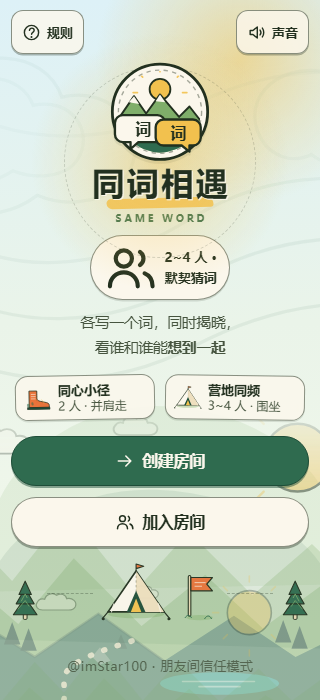 规则
声音
词
词
同词相遇
SAME WORD
2~4 人 •
默契猜词
各写一个词，同时揭晓，
看谁和谁能想到一起
同心小径
2 人 · 并肩走
营地同频
3~4 人 · 围坐
创建房间
加入房间
@imStar100 · 朋友间信任模式